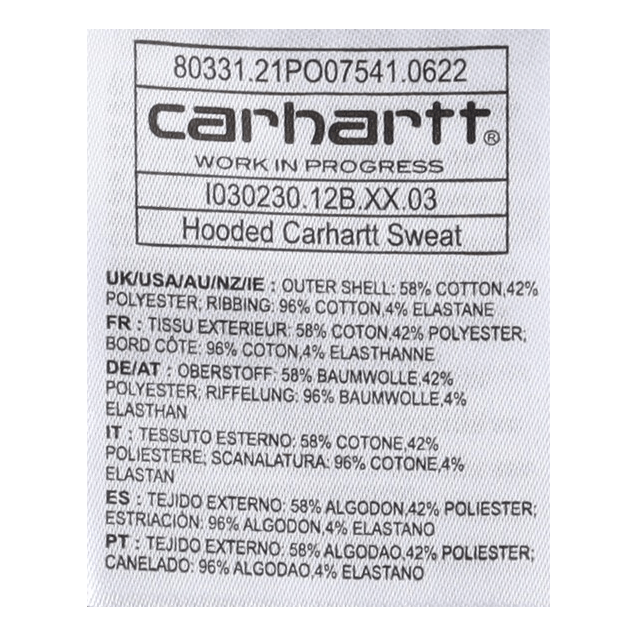 80331.21PO07541.0622
carhartt®
WORK IN PROGRESS
I030230.12B.XX.03
Hooded Carhartt Sweat
UK/USA/AU/NZ/IE : OUTER SHELL: 58% COTTON,42%
POLYESTER; RIBBING: 96% COTTON,4% ELASTANE
FR : TISSU EXTERIEUR: 58% COTON,42% POLYESTER;
BORD CÔTE: 96% COTON,4% ELASTHANNE
DE/AT : OBERSTOFF: 58% BAUMWOLLE,42%
POLYESTER; RIFFELUNG: 96% BAUMWOLLE,4%
ELASTHAN
IT : TESSUTO ESTERNO: 58% COTONE,42%
POLIESTERE; SCANALATURA: 96% COTONE,4%
ELASTAN
ES : TEJIDO EXTERNO: 58% ALGODON,42% POLIESTER;
ESTRIACIÓN: 96% ALGODON,4% ELASTANO
PT : TEJIDO EXTERNO: 58% ALGODAO,42% POLIESTER;
CANELADO: 96% ALGODAO,4% ELASTANO